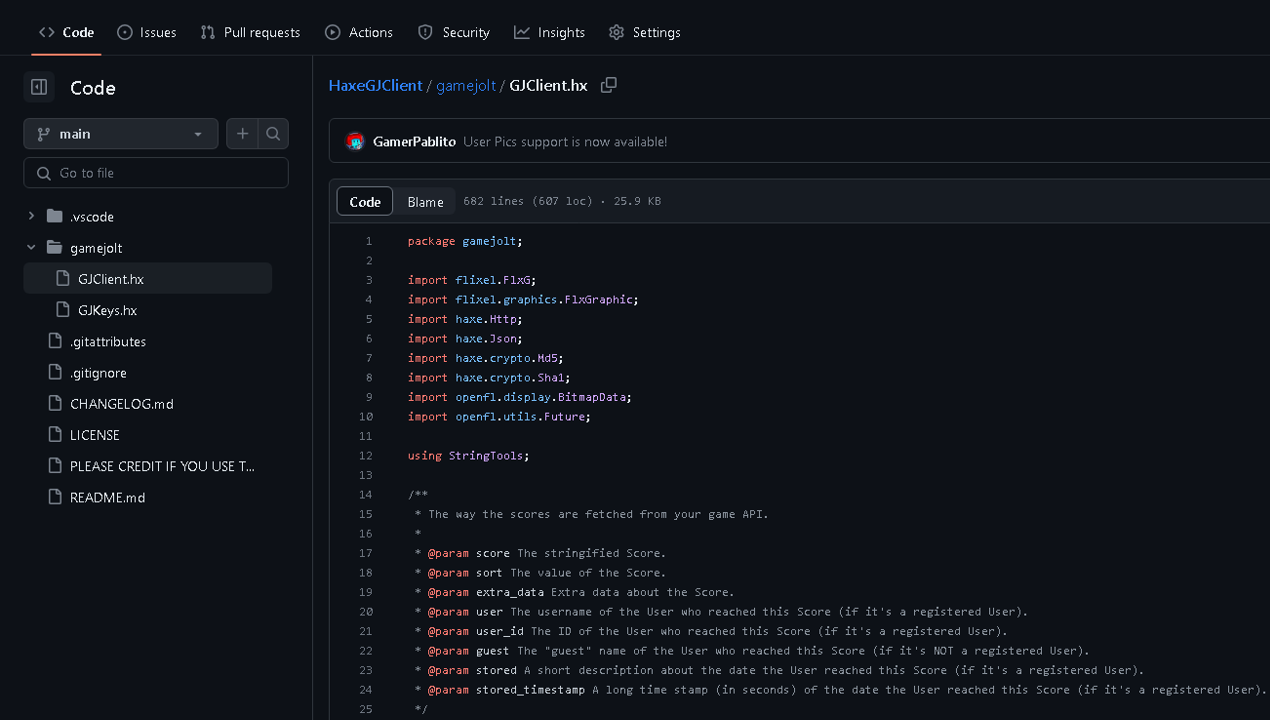 Code Issues Pull requests Actions Security Insights Settings
Code
main
Go to file
.vscode
gamejolt
GJClient.hx
GJKeys.hx
.gitattributes
.gitignore
CHANGELOG.md
LICENSE
PLEASE CREDIT IF YOU USE T...
README.md
HaxeGJClient / gamejolt / GJClient.hx
GamerPablito User Pics support is now available!
Code Blame 682 lines (607 loc) · 25.9 KB
1 package gamejolt;
2
3 import flixel.FlxG;
4 import flixel.graphics.FlxGraphic;
5 import haxe.Http;
6 import haxe.Json;
7 import haxe.crypto.Md5;
8 import haxe.crypto.Sha1;
9 import openfl.display.BitmapData;
10 import openfl.utils.Future;
11
12 using StringTools;
13
14 /**
15 * The way the scores are fetched from your game API.
16 *
17 * @param score The stringified Score.
18 * @param sort The value of the Score.
19 * @param extra_data Extra data about the Score.
20 * @param user The username of the User who reached this Score (if it's a registered User).
21 * @param user_id The ID of the User who reached this Score (if it's a registered User).
22 * @param guest The "guest" name of the User who reached this Score (if it's NOT a registered User).
23 * @param stored A short description about the date the User reached this Score (if it's a registered User).
24 * @param stored_timestamp A long time stamp (in seconds) of the date the User reached this Score (if it's a registered User).
25 */